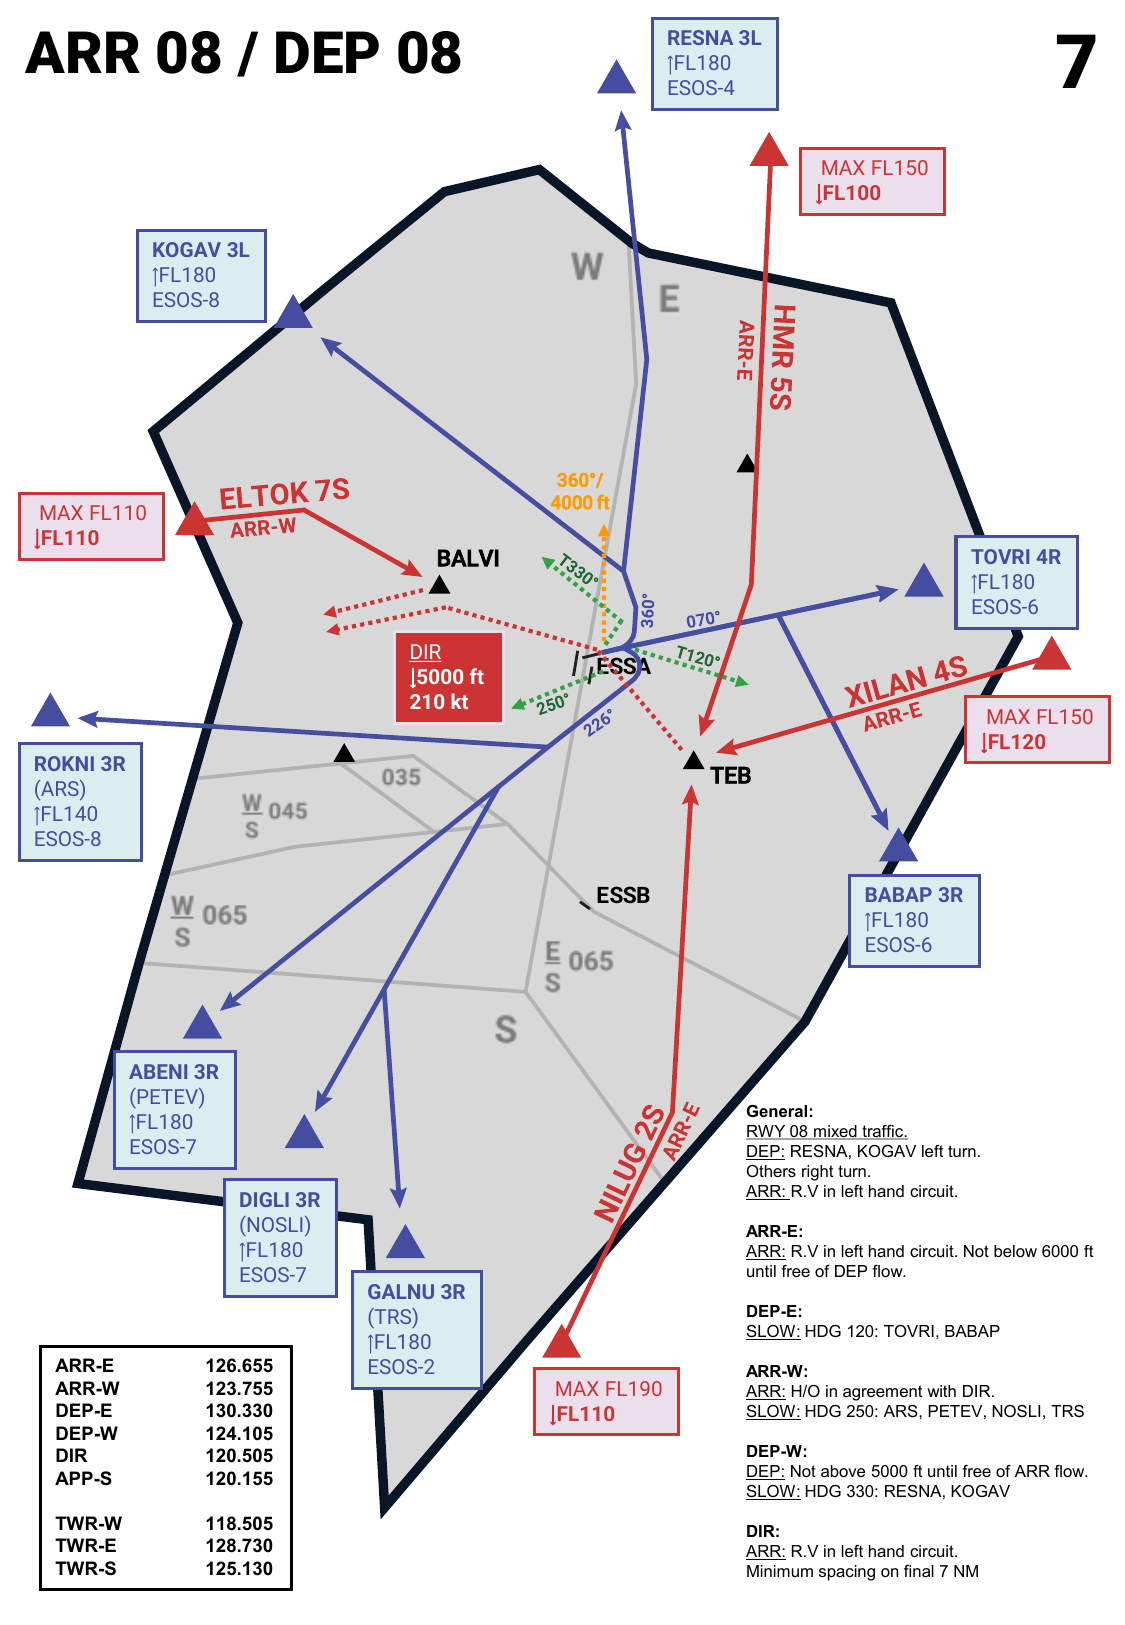 ARR 08 / DEP 08
7
RESNA 3L
↑FL180
ESOS-4
MAX FL150
↓FL100
KOGAV 3L
↑FL180
ESOS-8
W
E
HMR 5S
ARR-E
MAX FL110
↓FL110
ELTOK 7S
ARR-W
360°/
4000 ft
BALVI
T330°
360°
070°
TOVRI 4R
↑FL180
ESOS-6
DIR
↓5000 ft
210 kt
ESSA
T120°
250°
226°
XILAN 4S
ARR-E
MAX FL150
↓FL120
ROKNI 3R
(ARS)
↑FL140
ESOS-8
TEB
035
W
S
045
W
S
065
ESSB
E
S
065
S
BABAP 3R
↑FL180
ESOS-6
ABENI 3R
(PETEV)
↑FL180
ESOS-7
DIGLI 3R
(NOSLI)
↑FL180
ESOS-7
GALNU 3R
(TRS)
↑FL180
ESOS-2
NILUG 2S
ARR-E
MAX FL190
↓FL110
ARR-E 126.655
ARR-W 123.755
DEP-E 130.330
DEP-W 124.105
DIR 120.505
APP-S 120.155
TWR-W 118.505
TWR-E 128.730
TWR-S 125.130
General:
RWY 08 mixed traffic.
DEP: RESNA, KOGAV left turn.
Others right turn.
ARR: R.V in left hand circuit.
ARR-E:
ARR: R.V in left hand circuit. Not below 6000 ft
until free of DEP flow.
DEP-E:
SLOW: HDG 120: TOVRI, BABAP
ARR-W:
ARR: H/O in agreement with DIR.
SLOW: HDG 250: ARS, PETEV, NOSLI, TRS
DEP-W:
DEP: Not above 5000 ft until free of ARR flow.
SLOW: HDG 330: RESNA, KOGAV
DIR:
ARR: R.V in left hand circuit.
Minimum spacing on final 7 NM